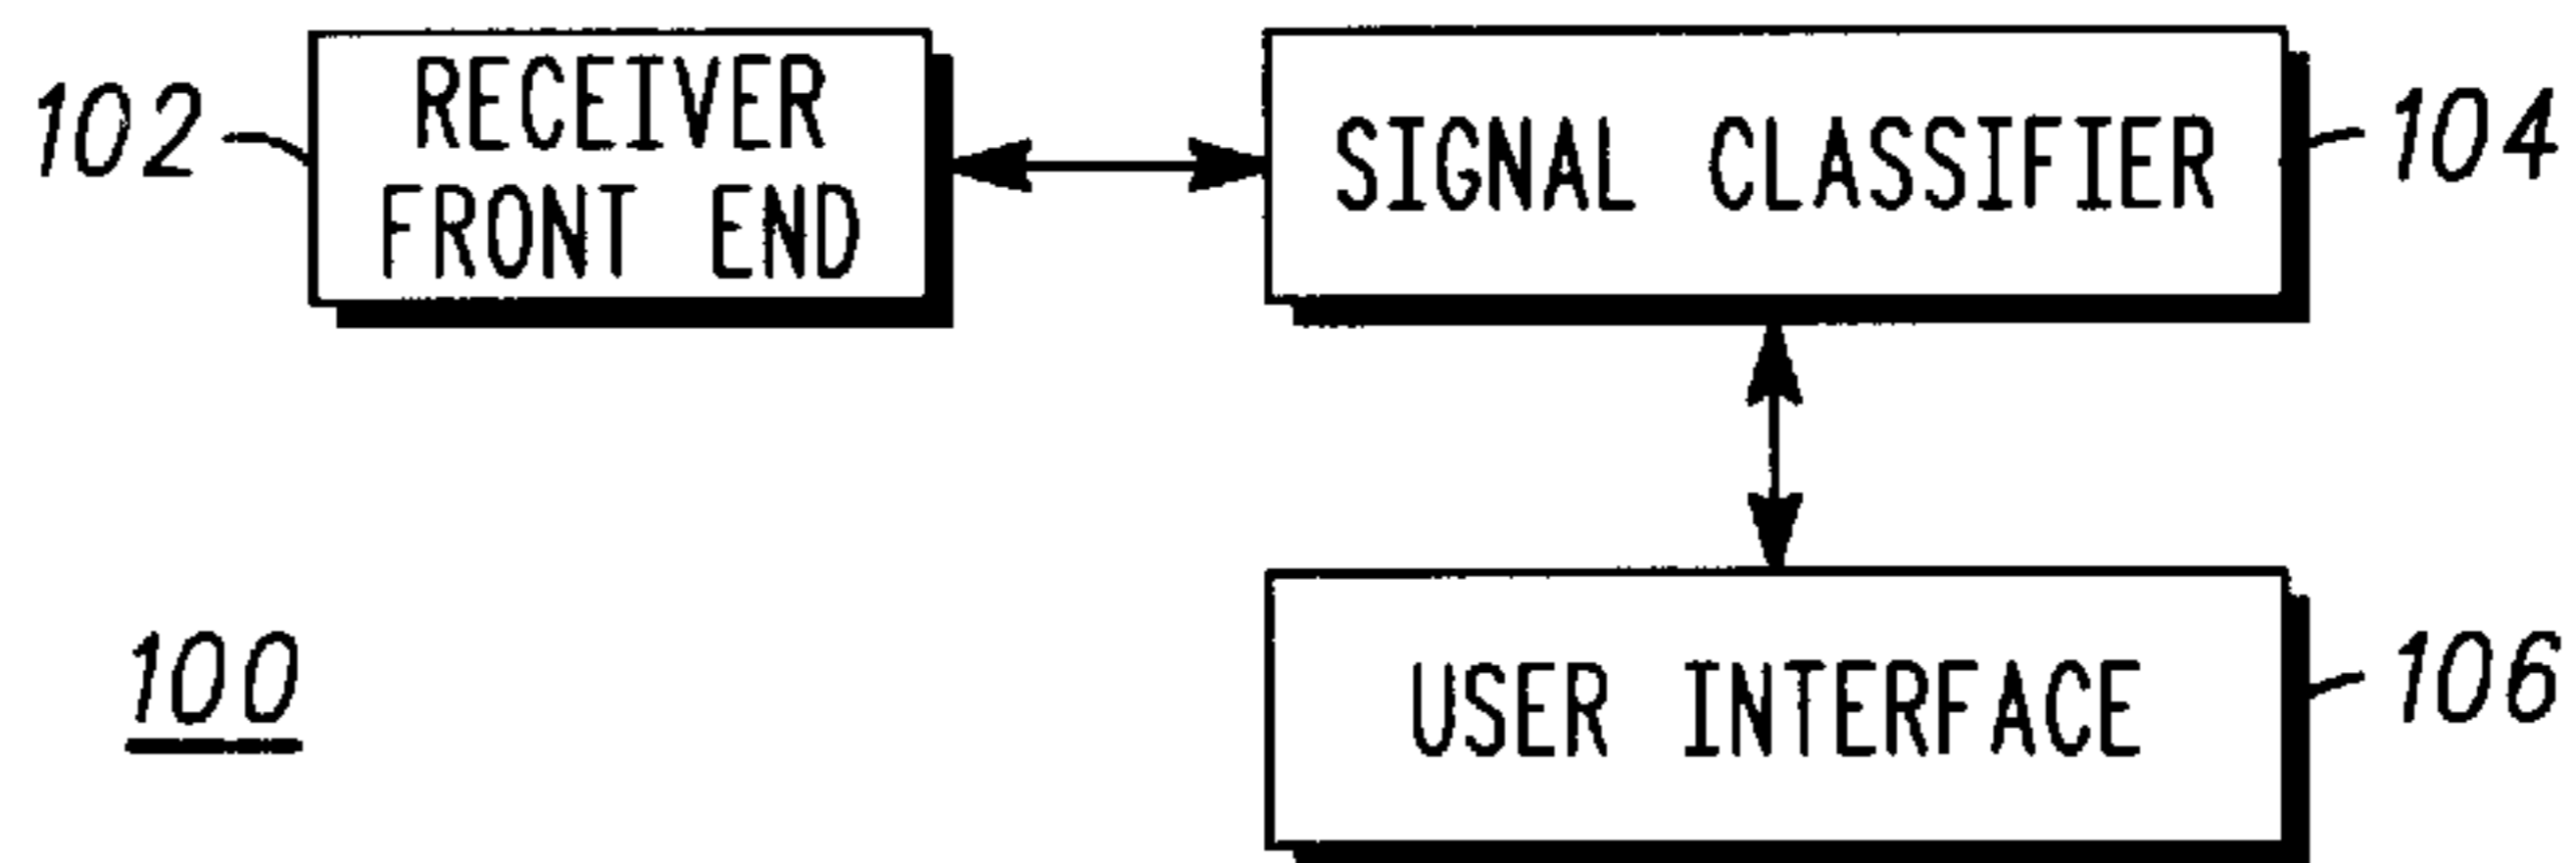 RECEIVER
FRONT END
102
SIGNAL CLASSIFIER
104
100
USER INTERFACE
106